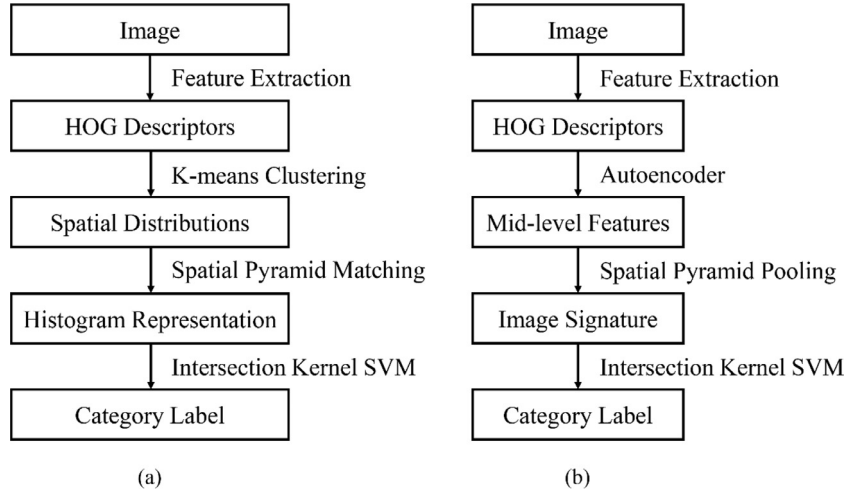 Image
Feature Extraction
HOG Descriptors
K-means Clustering
Spatial Distributions
Spatial Pyramid Matching
Histogram Representation
Intersection Kernel SVM
Category Label
(a)
Image
Feature Extraction
HOG Descriptors
Autoencoder
Mid-level Features
Spatial Pyramid Pooling
Image Signature
Intersection Kernel SVM
Category Label
(b)